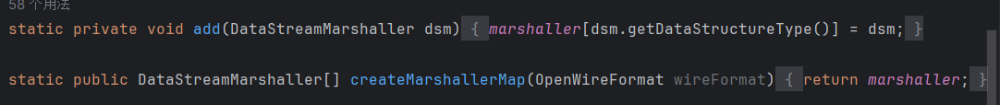 58 个用法
static private void add(DataStreamMarshaller dsm) { marshaller[dsm.getDataStructureType()] = dsm; }
static public DataStreamMarshaller[] createMarshallerMap(OpenWireFormat wireFormat) { return marshaller; }